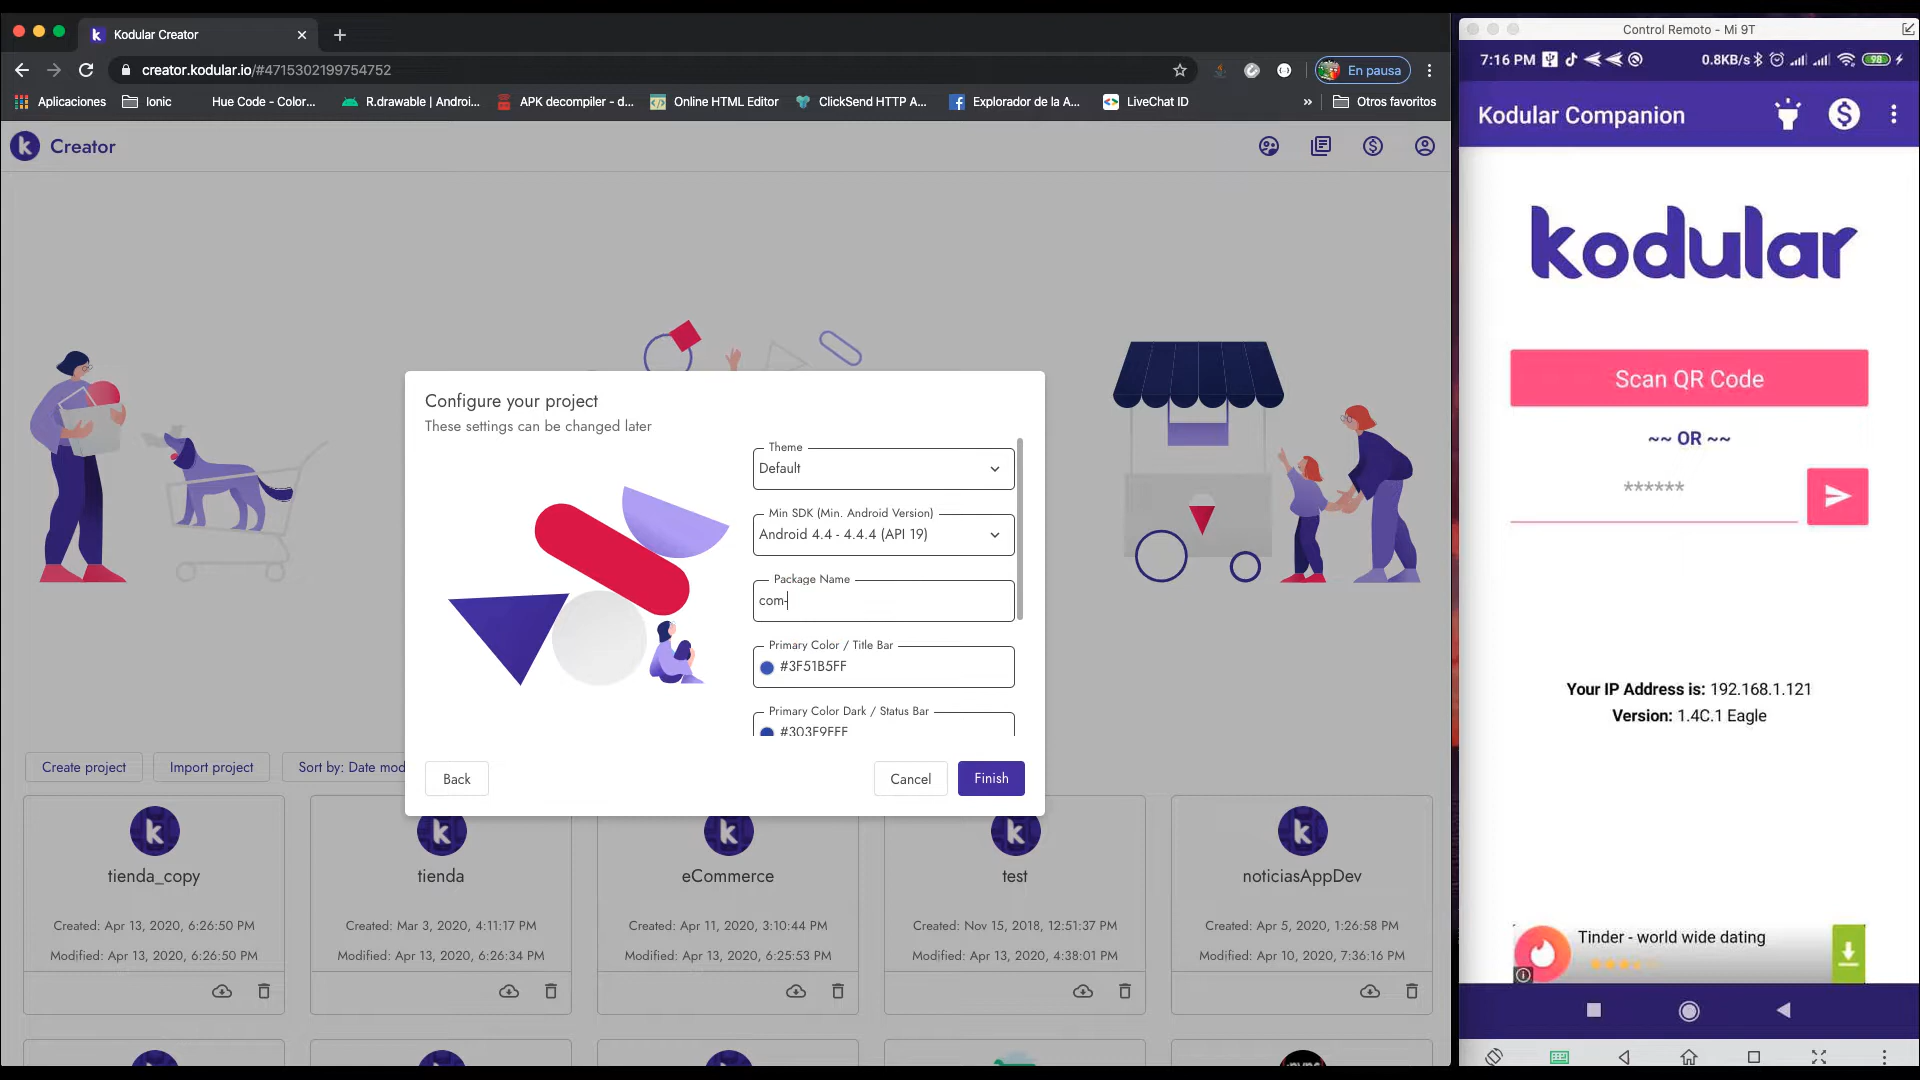 Kodular Creator
creator.kodular.io/#4715302199754752
En pausa
Aplicaciones
Ionic
Hue Code - Color...
R.drawable | Androi...
APK decompiler - d...
Online HTML Editor
ClickSend HTTP A...
Explorador de la A...
LiveChat ID
»
Otros favoritos
k Creator
Configure your project
These settings can be changed later
Theme
Default
Min SDK (Min. Android Version)
Android 4.4 - 4.4.4 (API 19)
Package Name
com-
Primary Color / Title Bar
#3F51B5FF
Primary Color Dark / Status Bar
#303F9FFF
Back
Cancel
Finish
Create project
Import project
Sort by: Date mod
k
k
k
k
k
tienda_copy
tienda
eCommerce
test
noticiasAppDev
Created: Apr 13, 2020, 6:26:50 PM
Created: Mar 3, 2020, 4:11:17 PM
Created: Apr 11, 2020, 3:10:44 PM
Created: Nov 15, 2018, 12:51:37 PM
Created: Apr 5, 2020, 1:26:58 PM
Modified: Apr 13, 2020, 6:26:50 PM
Modified: Apr 13, 2020, 6:26:34 PM
Modified: Apr 13, 2020, 6:25:53 PM
Modified: Apr 13, 2020, 4:38:01 PM
Modified: Apr 10, 2020, 7:36:16 PM
Control Remoto - Mi 9T
7:16 PM
0.8KB/s
98
Kodular Companion
kodular
Scan QR Code
~~ OR ~~
******
Your IP Address is: 192.168.1.121
Version: 1.4C.1 Eagle
Tinder - world wide dating